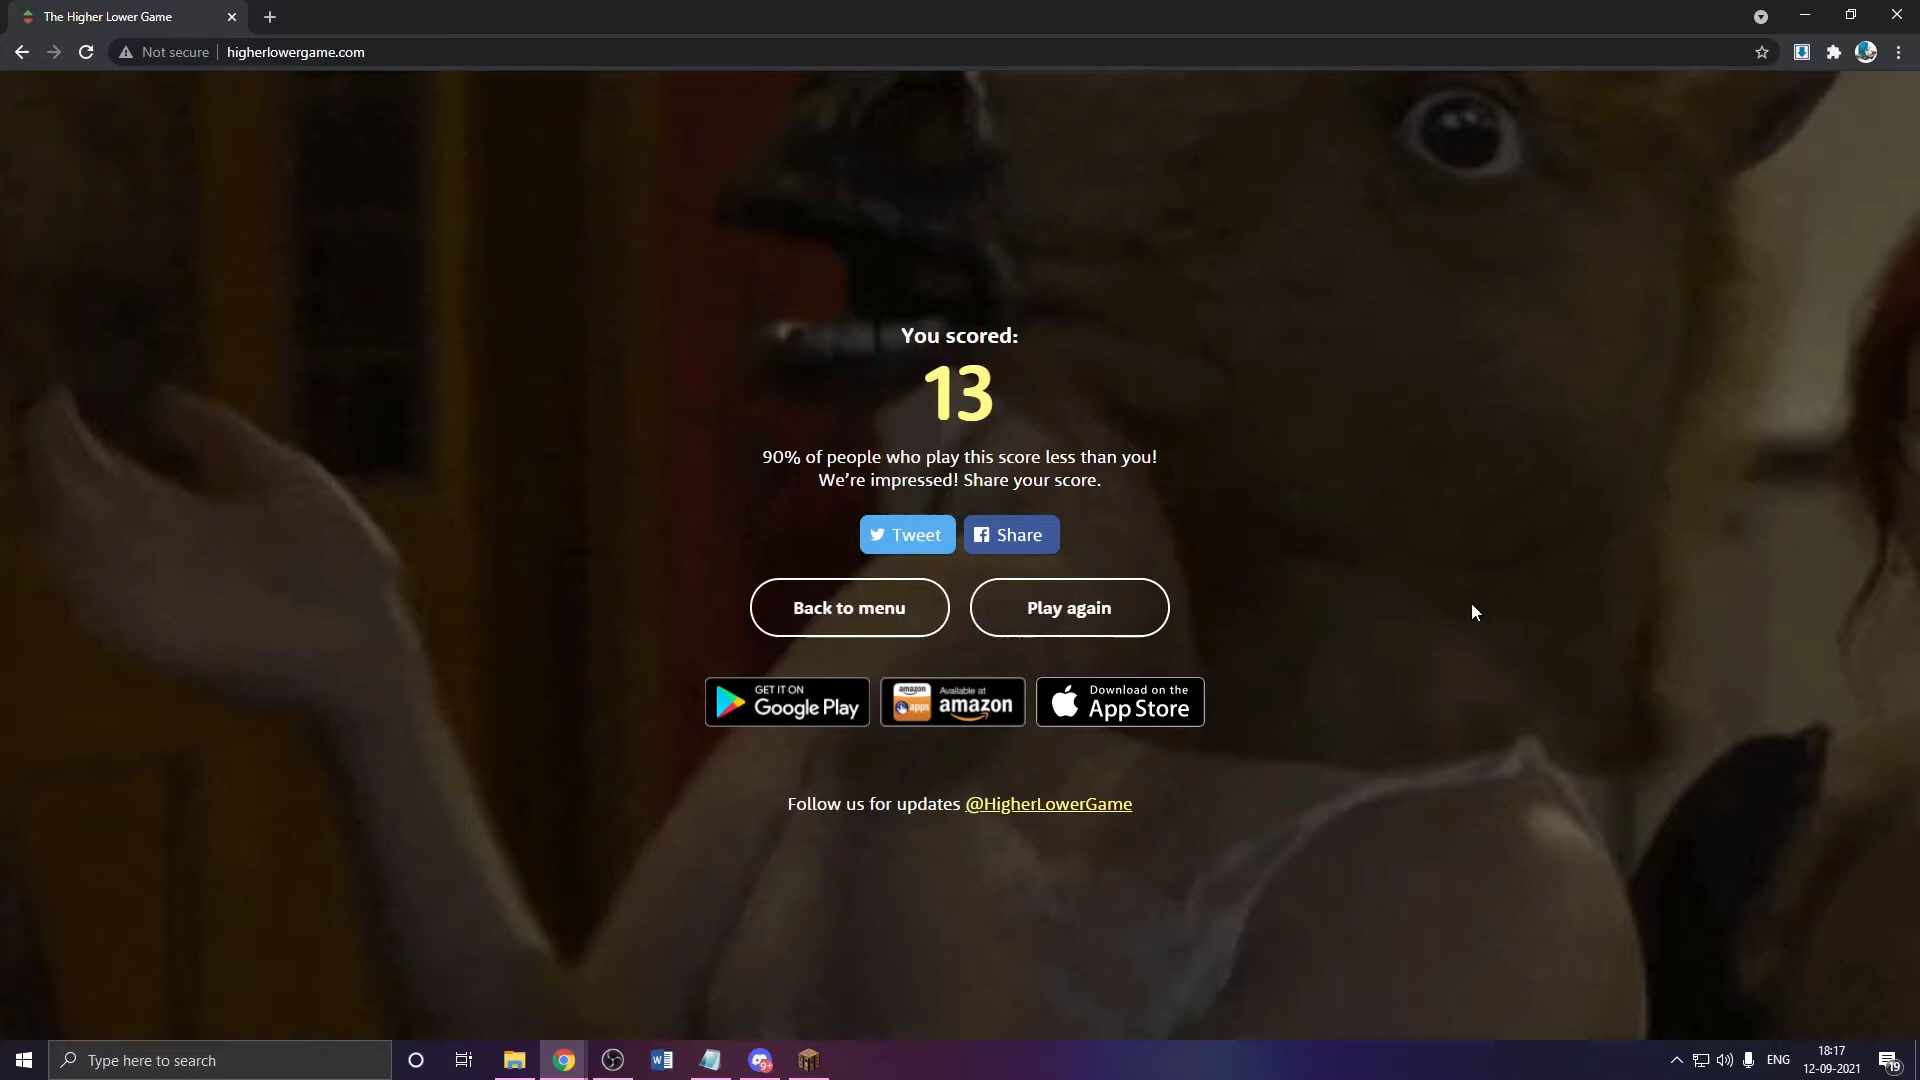 The Higher Lower Game
Not secure
higherlowergame.com
You scored:
13
90% of people who play this score less than you!
We’re impressed! Share your score.
Tweet
Share
Back to menu
Play again
GET IT ON
Google Play
amazon
apps
Available at
amazon
Download on the
App Store
Follow us for updates @HigherLowerGame
Type here to search
W
9+
ENG
18:17
12-09-2021
19